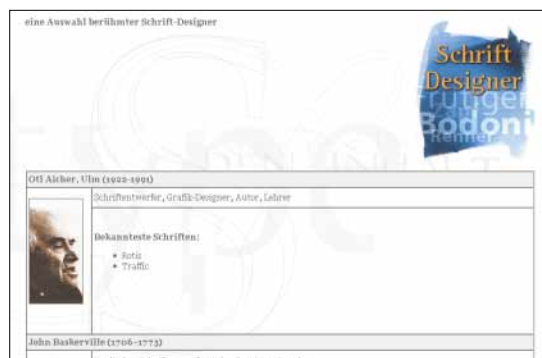 eine Auswahl berühmter Schrift-Designer
Schrift
Designer
Frutiger
Bodoni
Renner
Otl Aicher, Ulm (1922-1991)
Schriftentwerfer, Grafik-Designer, Autor, Lehrer
Bekannteste Schriften:
• Rotis
• Traffic
John Baskerville (1706-1775)